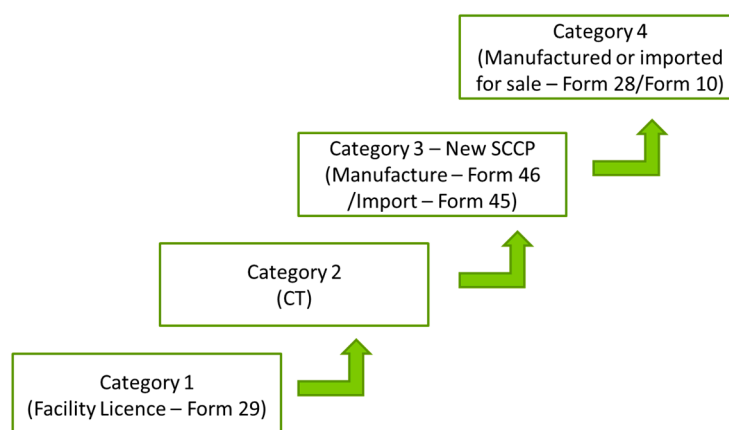 Category 4
(Manufactured or imported
for sale – Form 28/Form 10)
Category 3 – New SCCP
(Manufacture – Form 46
/Import – Form 45)
Category 2
(CT)
Category 1
(Facility Licence – Form 29)